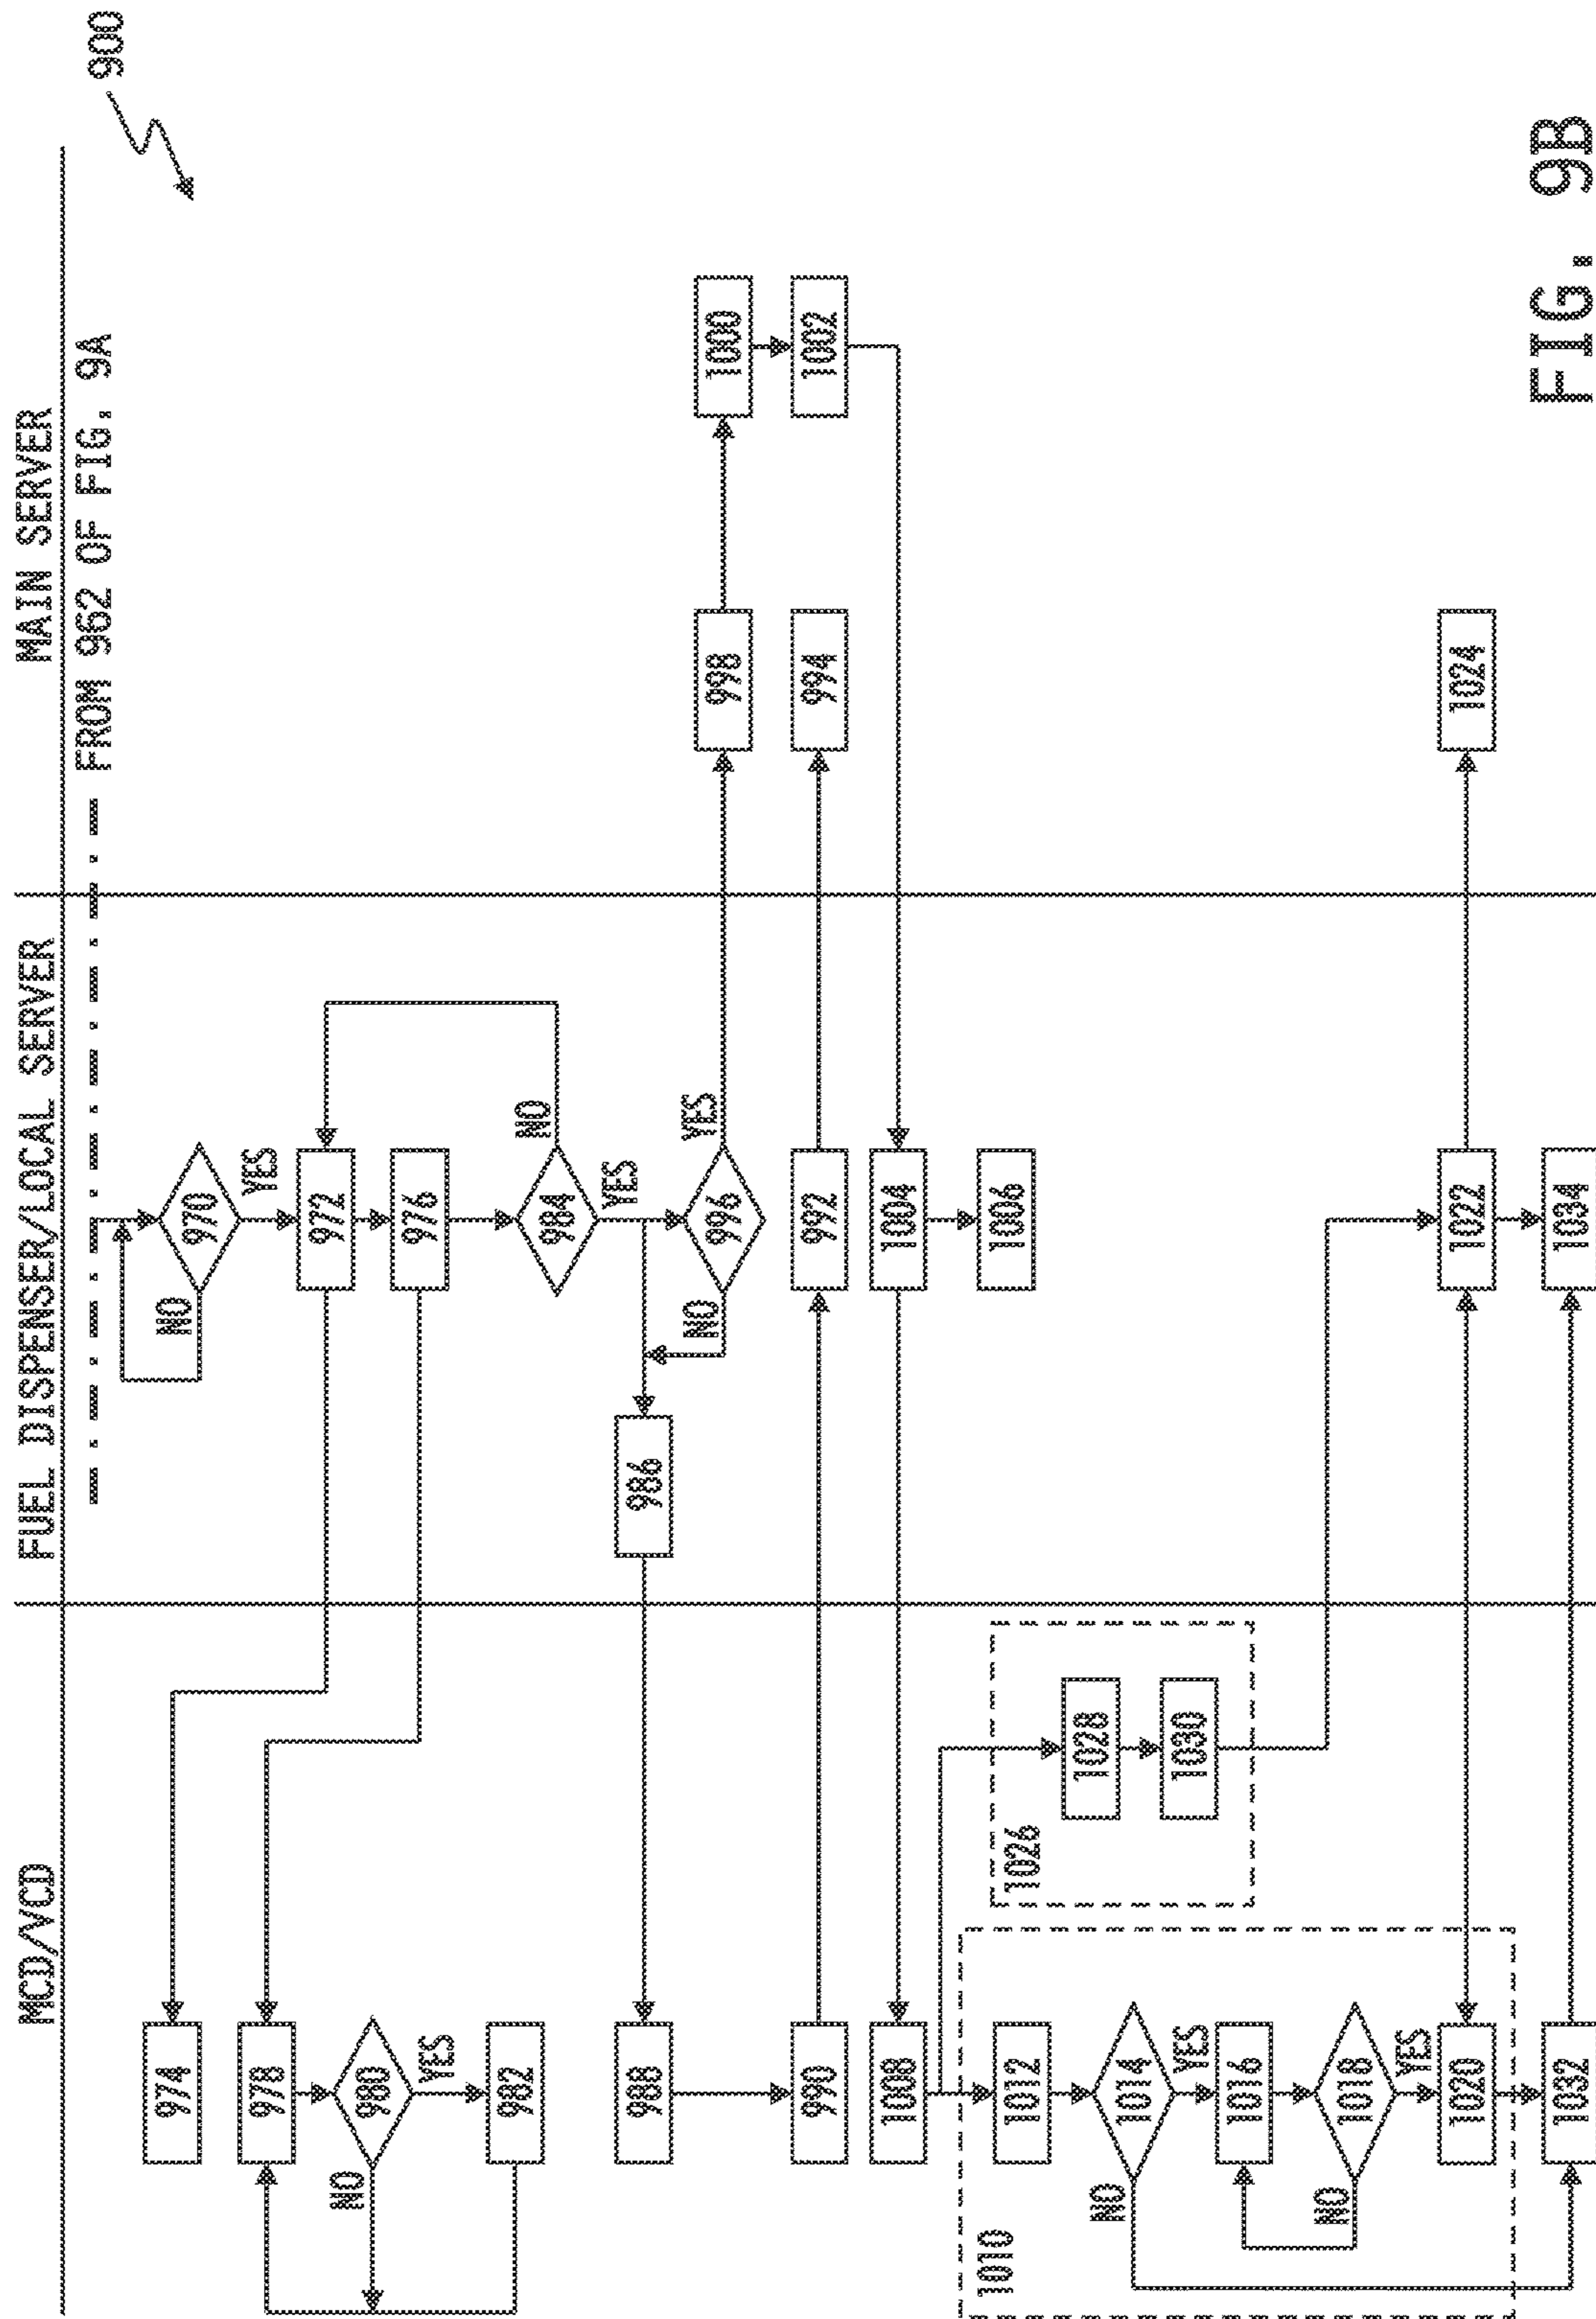 MCD/VCD
FUEL DISPENSER/LOCAL SERVER
MAIN SERVER
FROM 962 OF FIG. 9A
900
970
NO
YES
974
972
978
976
980
NO
YES
982
984
NO
YES
986
988
996
NO
YES
998
1000
990
992
994
1002
1008
1004
1006
1010
1012
1026
1028
1014
NO
YES
1030
1016
1018
NO
YES
1020
1022
1024
1032
1034
FIG. 9B